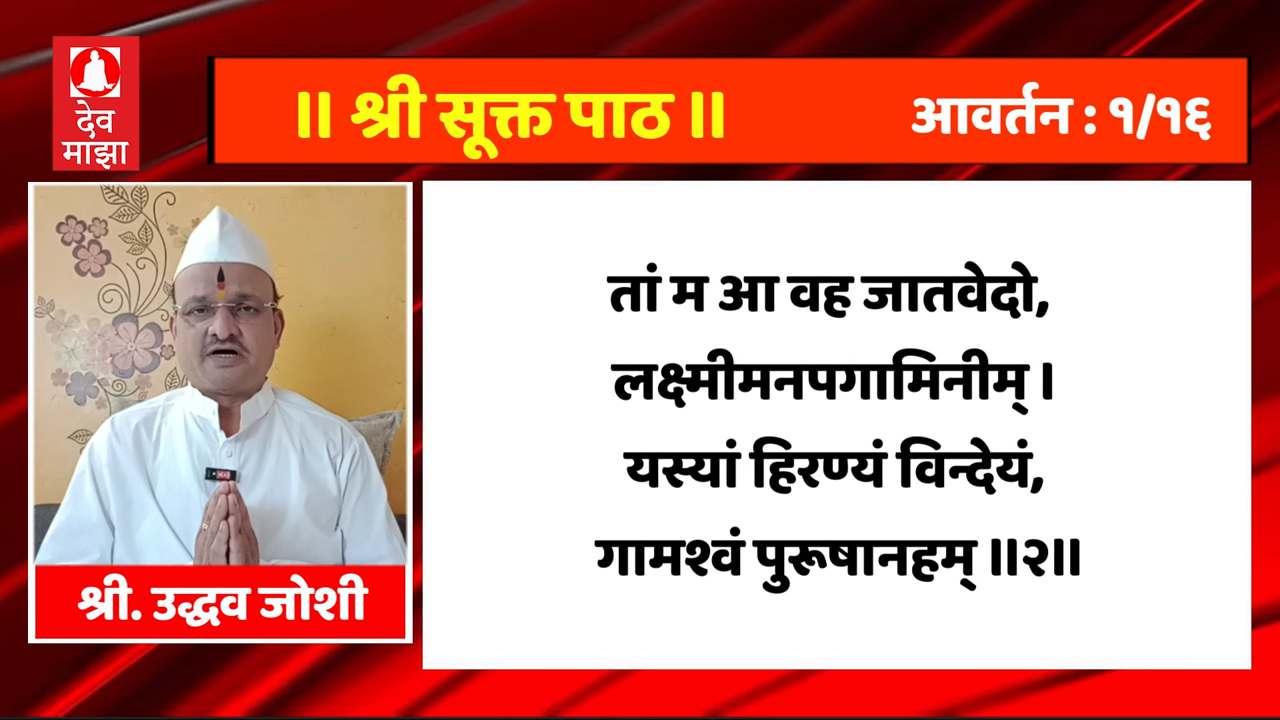 देव
माझा
॥ श्री सूक्त पाठ ॥
आवर्तन : १/१६
तां म आ वह जातवेदो,
लक्ष्मीमनपगामिनीम् ।
यस्यां हिरण्यं विन्देयं,
गामश्वं पुरूषानहम् ॥२॥
श्री. उद्धव जोशी